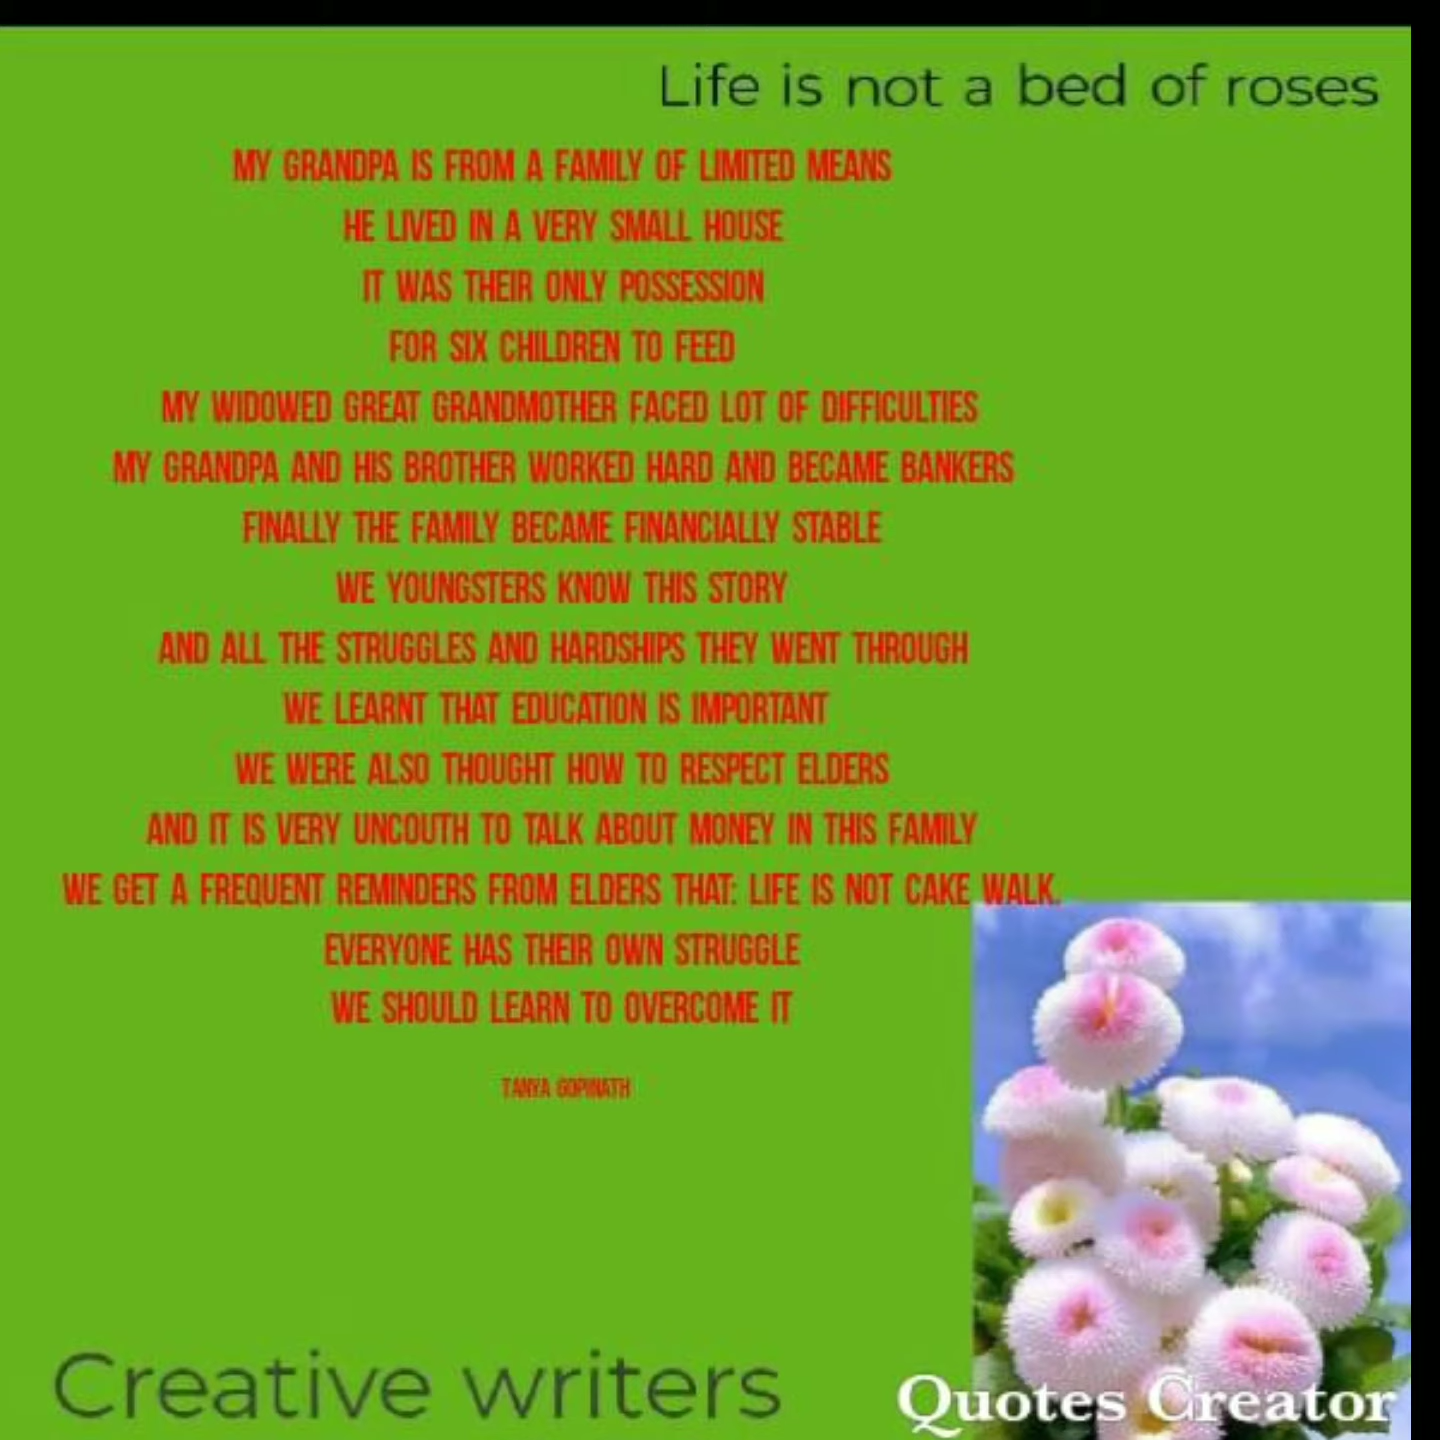 Life is not a bed of roses
MY GRANDPA IS FROM A FAMILY OF LIMITED MEANS
HE LIVED IN A VERY SMALL HOUSE
IT WAS THEIR ONLY POSSESSION
FOR SIX CHILDREN TO FEED
MY WIDOWED GREAT GRANDMOTHER FACED LOT OF DIFFICULTIES
MY GRANDPA AND HIS BROTHER WORKED HARD AND BECAME BANKERS
FINALLY THE FAMILY BECAME FINANCIALLY STABLE
WE YOUNGSTERS KNOW THIS STORY
AND ALL THE STRUGGLES AND HARDSHIPS THEY WENT THROUGH
WE LEARNT THAT EDUCATION IS IMPORTANT
WE WERE ALSO THOUGHT HOW TO RESPECT ELDERS
AND IT IS VERY UNCOUTH TO TALK ABOUT MONEY IN THIS FAMILY
WE GET A FREQUENT REMINDERS FROM ELDERS THAT: LIFE IS NOT CAKE WALK.
EVERYONE HAS THEIR OWN STRUGGLE
WE SHOULD LEARN TO OVERCOME IT
TANYA GOPINATH
Creative writers
Quotes Creator